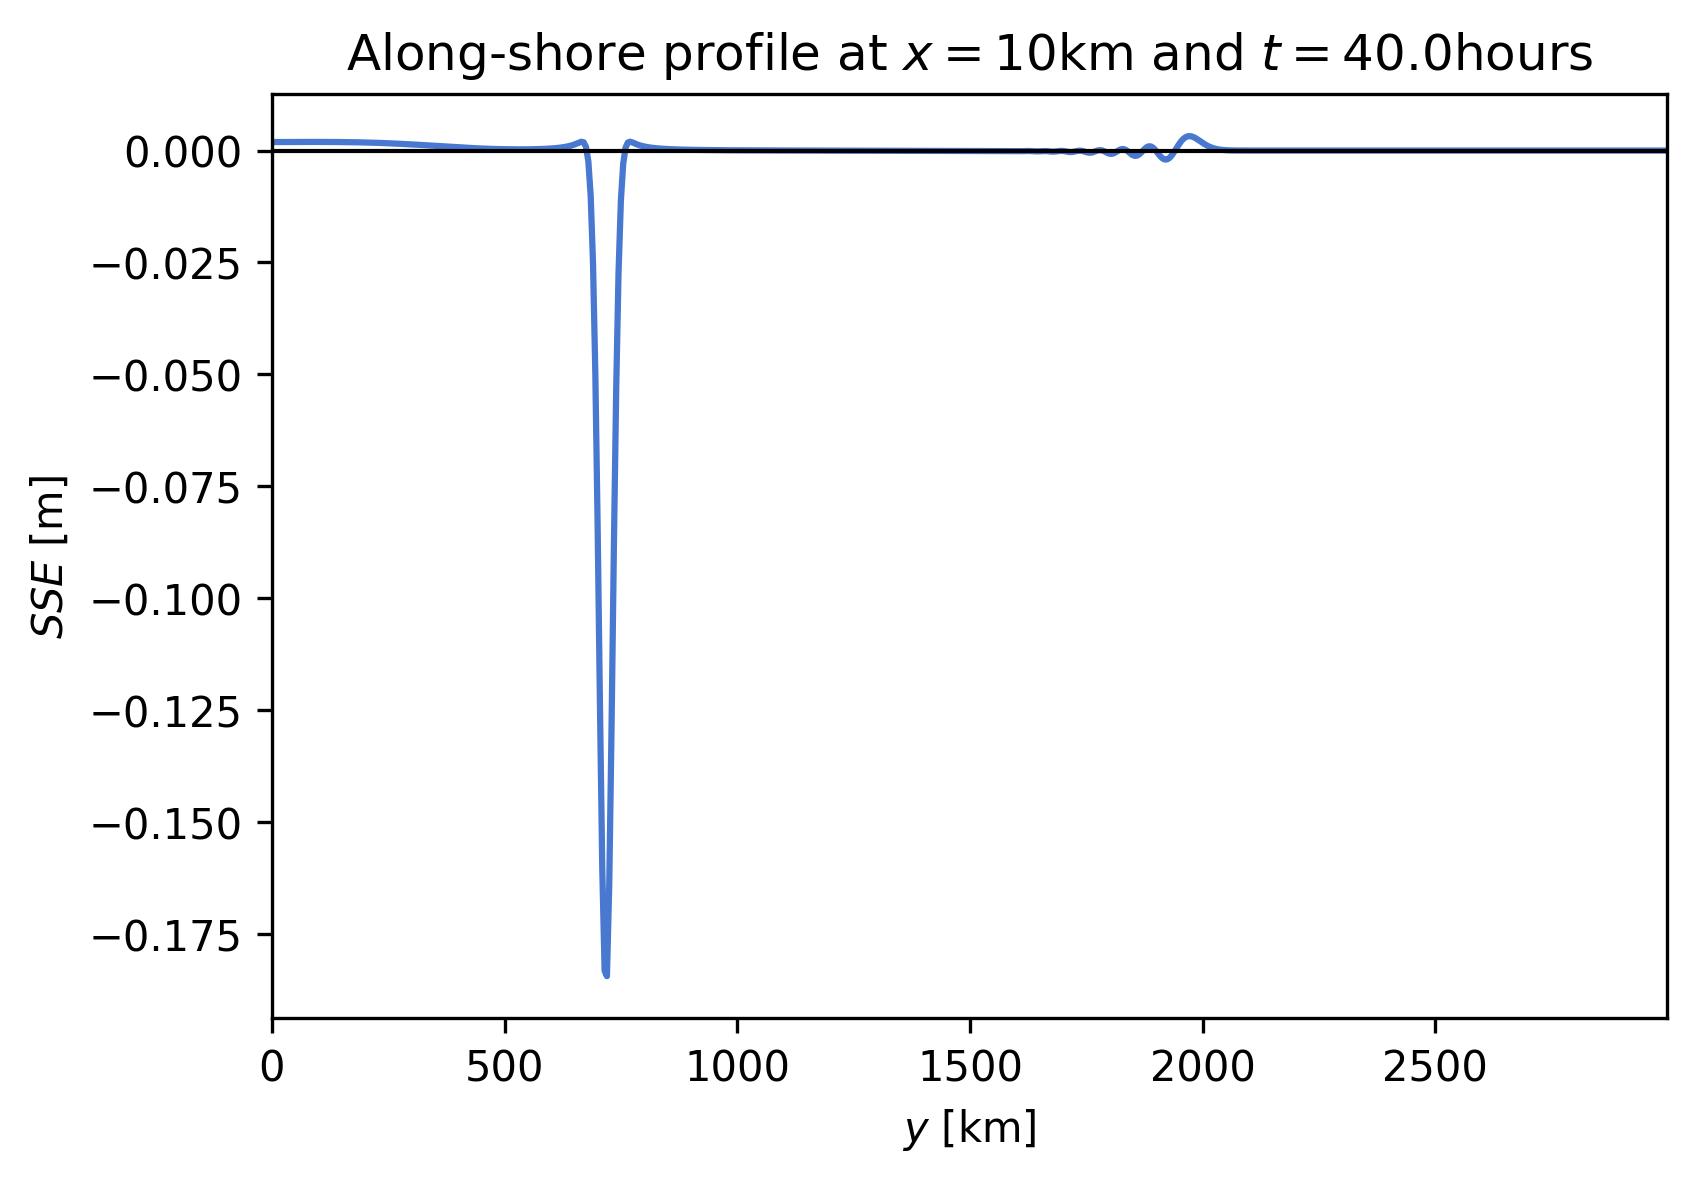 Along-shore profile at x = 10km and t = 40.0hours
0.000
−0.025
−0.050
−0.075
−0.100
−0.125
−0.150
−0.175
SSE [m]
0 500 1000 1500 2000 2500
y [km]